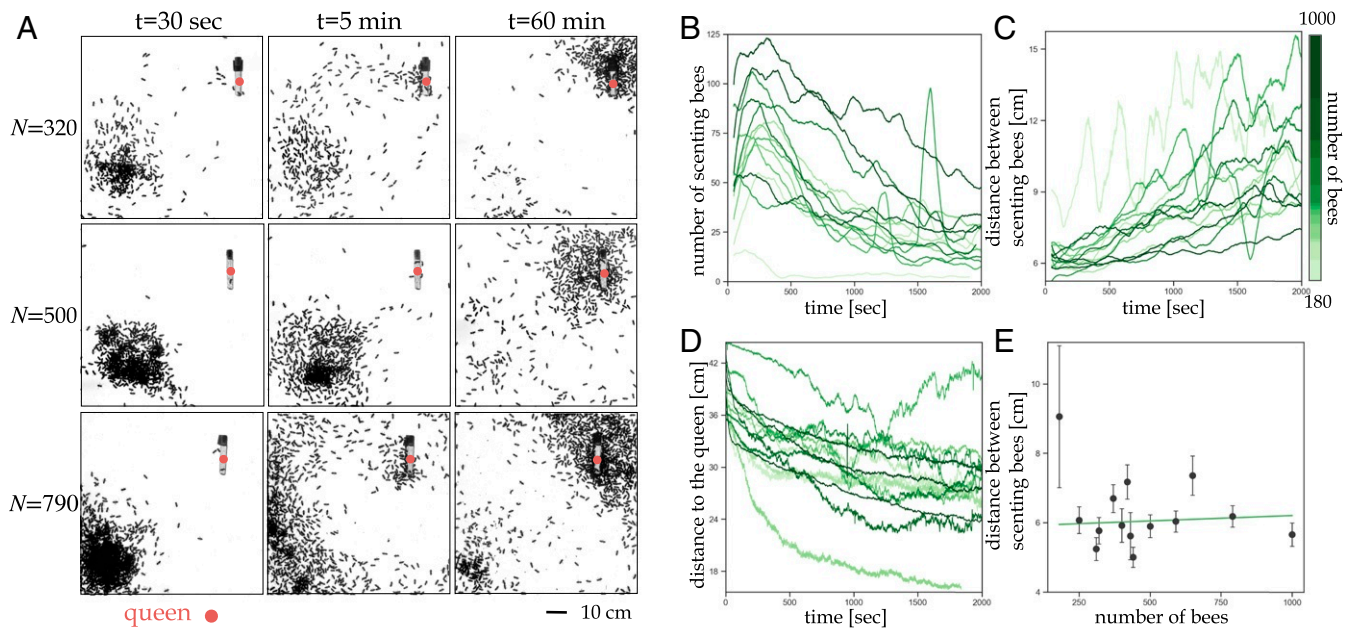 A
t=30 sec
t=5 min
t=60 min
N=320
N=500
N=790
queen
10 cm
B
number of scenting bees
125
100
75
50
25
0
0
500
1000
1500
2000
time [sec]
C
distance between
scenting bees [cm]
15
12
9
6
0
500
1000
1500
2000
time [sec]
1000
number of bees
180
D
distance to the queen [cm]
42
36
30
24
18
0
500
1000
1500
2000
time [sec]
E
distance between
scenting bees [cm]
10
8
6
4
250
500
750
1000
number of bees